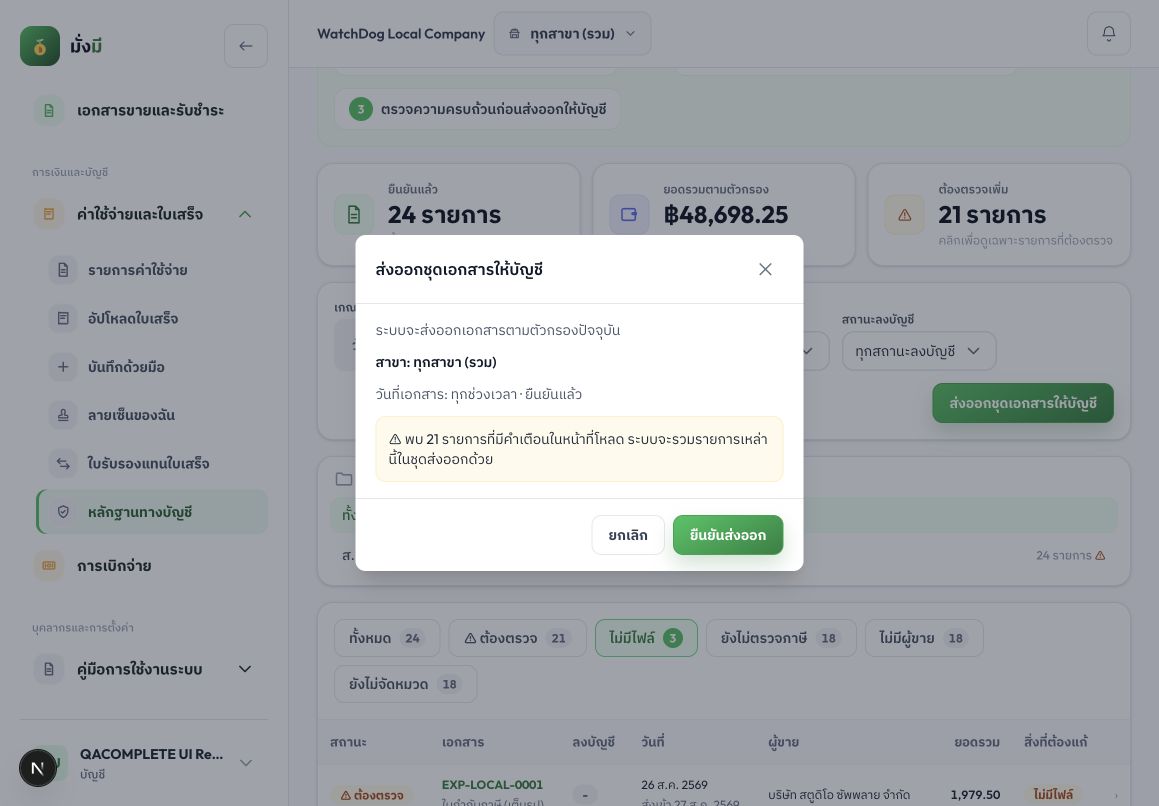 มั่งมี
WatchDog Local Company
ทุกสาขา (รวม)
เอกสารขายและรับชำระ
การเงินและบัญชี
ค่าใช้จ่ายและใบเสร็จ
รายการค่าใช้จ่าย
อัปโหลดใบเสร็จ
บันทึกด้วยมือ
ลายเซ็นของฉัน
ใบรับรองแทนใบเสร็จ
หลักฐานทางบัญชี
การเบิกจ่าย
บุคลากรและการตั้งค่า
คู่มือการใช้งานระบบ
QACOMPLETE UI Re...
บัญชี
N
3 ตรวจความครบถ้วนก่อนส่งออกให้บัญชี
ยืนยันแล้ว
24 รายการ
ยอดรวมตามตัวกรอง
฿48,698.25
ต้องตรวจเพิ่ม
21 รายการ
คลิกเพื่อดูเฉพาะรายการที่ต้องตรวจ
สถานะลงบัญชี
ทุกสถานะลงบัญชี
ส่งออกชุดเอกสารให้บัญชี
ส่งออกชุดเอกสารให้บัญชี
ระบบจะส่งออกเอกสารตามตัวกรองปัจจุบัน
สาขา: ทุกสาขา (รวม)
วันที่เอกสาร: ทุกช่วงเวลา · ยืนยันแล้ว
⚠ พบ 21 รายการที่มีคำเตือนในหน้าที่โหลด ระบบจะรวมรายการเหล่า
นี้ในชุดส่งออกด้วย
ยกเลิก
ยืนยันส่งออก
24 รายการ ⚠
ทั้งหมด 24
⚠ ต้องตรวจ 21
ไม่มีไฟล์ 3
ยังไม่ตรวจภาษี 18
ไม่มีผู้ขาย 18
ยังไม่จัดหมวด 18
สถานะ เอกสาร ลงบัญชี วันที่ ผู้ขาย ยอดรวม สิ่งที่ต้องแก้
⚠ ต้องตรวจ EXP-LOCAL-0001 - 26 ส.ค. 2569 บริษัท สตูดิโอ ซัพพลาย จำกัด 1,979.50 ไม่มีไฟล์